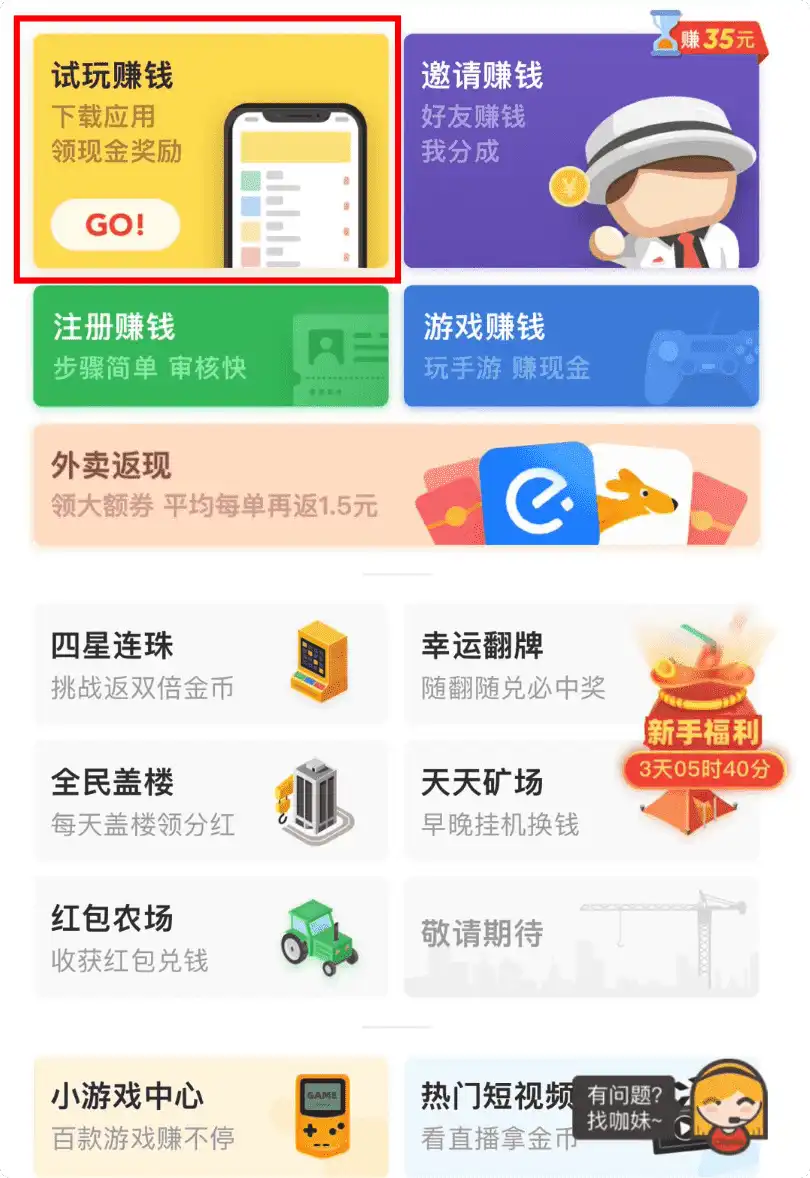 赚35元
试玩赚钱
下载应用
领现金奖励
GO!
邀请赚钱
好友赚钱
我分成
¥
注册赚钱
步骤简单 审核快
游戏赚钱
玩手游 赚现金
外卖返现
领大额券 平均每单再返1.5元
四星连珠
挑战返双倍金币
幸运翻牌
随翻随兑必中奖
新手福利
3天05时40分
全民盖楼
每天盖楼领分红
天天矿场
早晚挂机换钱
红包农场
收获红包兑钱
敬请期待
小游戏中心
百款游戏赚不停
GAME
热门短视频
看直播拿金币
有问题?
找咖妹~